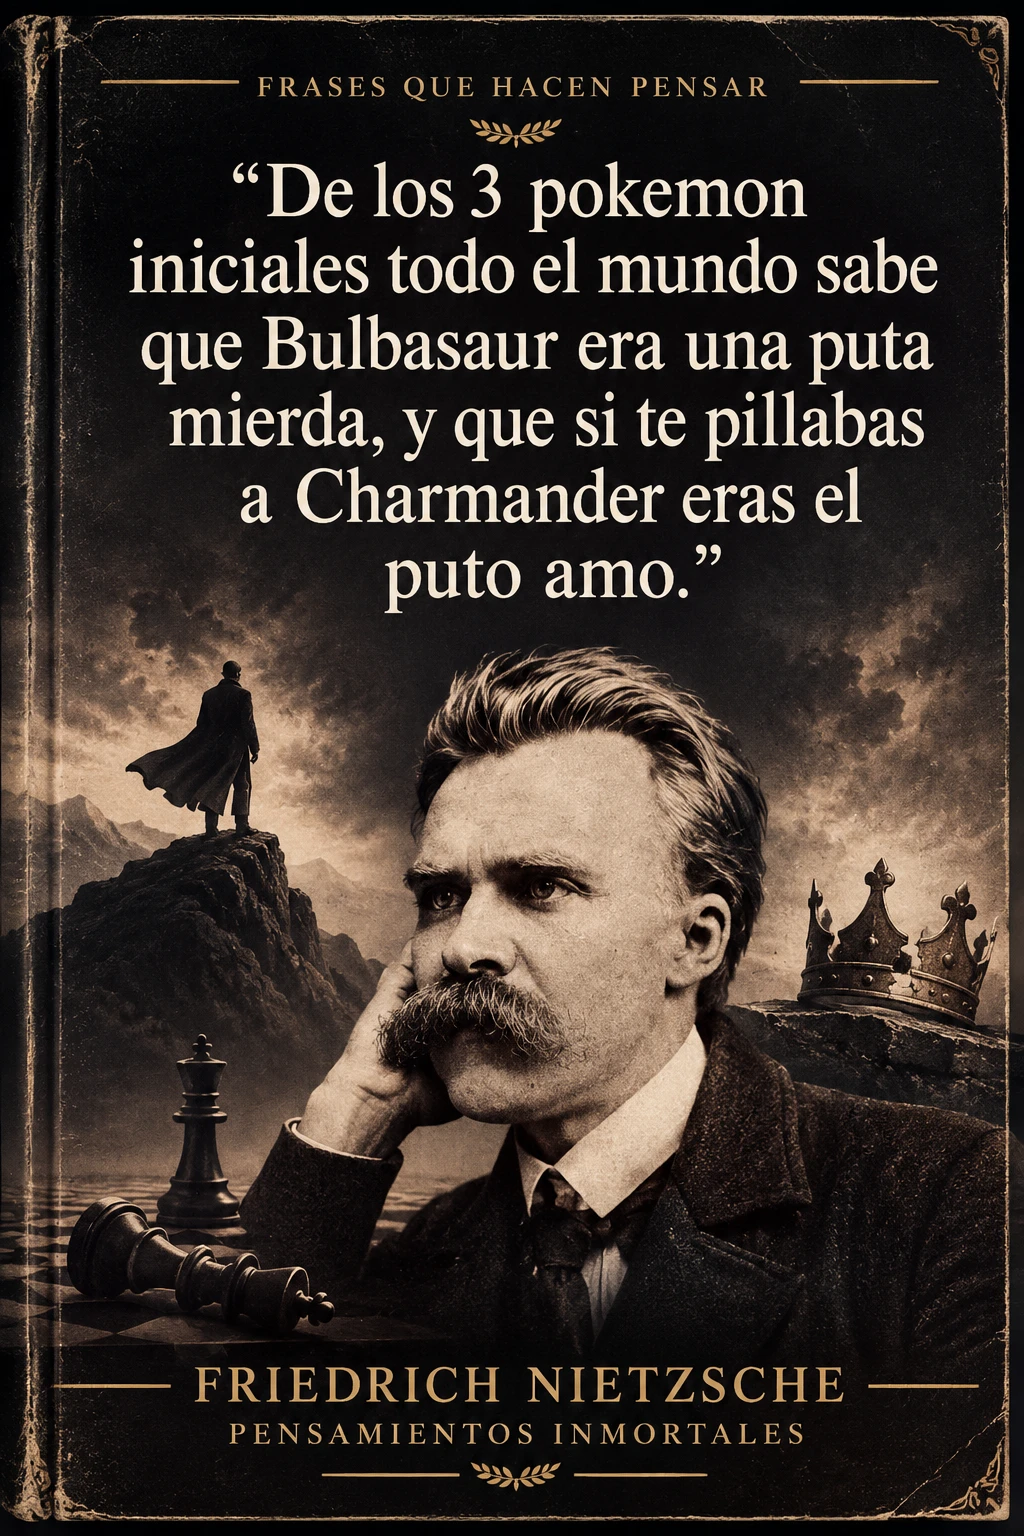 FRASES QUE HACEN PENSAR
“De los 3 pokemon
iniciales todo el mundo sabe
que Bulbasaur era una puta
mierda, y que si te pillabas
a Charmander eras el
puto amo.”
FRIEDRICH NIETZSCHE
PENSAMIENTOS INMORTALES